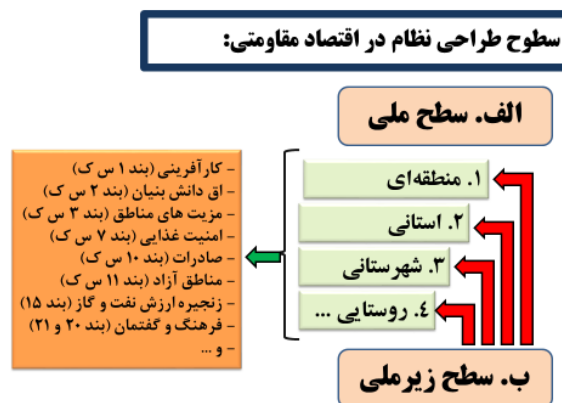 سطوح طراحی نظام در اقتصاد مقاومتی:
الف. سطح ملی
۱. منطقه‌ای
۲. استانی
۳. شهرستانی
۴. روستایی ...
ب. سطح زیرملی
- کارآفرینی (بند ۱ س ک)
- اق دانش بنیان (بند ۲ س ک)
- مزیت های مناطق (بند ۳ س ک)
- امنیت غذایی (بند ۷ س ک)
- صادرات (بند ۱۰ س ک)
- مناطق آزاد (بند ۱۱ س ک)
- زنجیره ارزش نفت و گاز (بند ۱۵)
- فرهنگ و گفتمان (بند ۲۰ و ۲۱)
- و ...